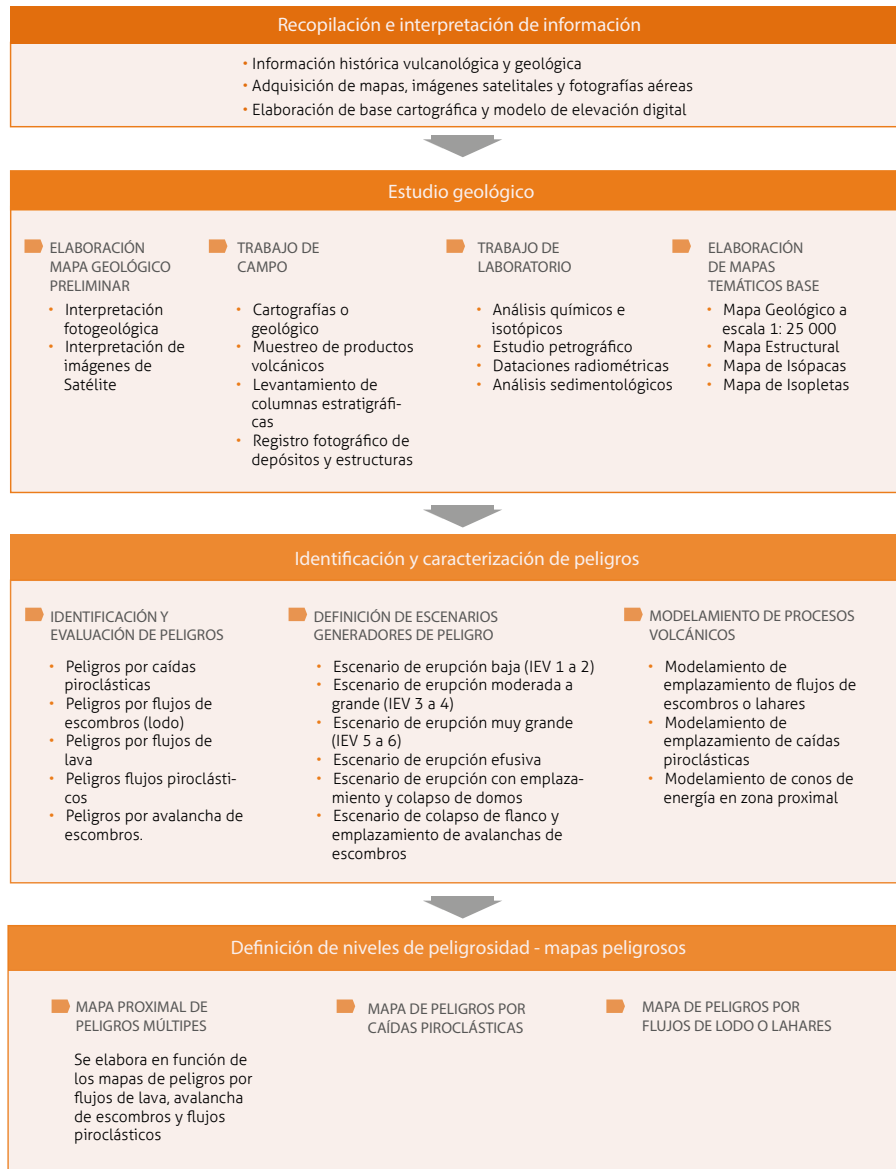 Recopilación e interpretación de información
• Información histórica vulcanológica y geológica
• Adquisición de mapas, imágenes satelitales y fotografías aéreas
• Elaboración de base cartográfica y modelo de elevación digital
Estudio geológico
ELABORACIÓN
MAPA GEOLÓGICO
PRELIMINAR
• Interpretación
fotogeológica
• Interpretación de
imágenes de
Satélite
TRABAJO DE
CAMPO
• Cartografías o
geológico
• Muestreo de productos
volcánicos
• Levantamiento de
columnas estratigráfi-
cas
• Registro fotográfico de
depósitos y estructuras
TRABAJO DE
LABORATORIO
• Análisis químicos e
isotópicos
• Estudio petrográfico
• Dataciones radiométricas
• Análisis sedimentológicos
ELABORACIÓN
DE MAPAS
TEMÁTICOS BASE
• Mapa Geológico a
escala 1: 25 000
• Mapa Estructural
• Mapa de Isópacas
• Mapa de Isopletas
Identificación y caracterización de peligros
IDENTIFICACIÓN Y
EVALUACIÓN DE PELIGROS
• Peligros por caídas
piroclásticas
• Peligros por flujos de
escombros (lodo)
• Peligros por flujos de
lava
• Peligros flujos piroclásti-
cos
• Peligros por avalancha de
escombros.
DEFINICIÓN DE ESCENARIOS
GENERADORES DE PELIGRO
• Escenario de erupción baja (IEV 1 a 2)
• Escenario de erupción moderada a
grande (IEV 3 a 4)
• Escenario de erupción muy grande
(IEV 5 a 6)
• Escenario de erupción efusiva
• Escenario de erupción con emplaza-
miento y colapso de domos
• Escenario de colapso de flanco y
emplazamiento de avalanchas de
escombros
MODELAMIENTO DE PROCESOS
VOLCÁNICOS
• Modelamiento de
emplazamiento de flujos de
escombros o lahares
• Modelamiento de
emplazamiento de caídas
piroclásticas
• Modelamiento de conos de
energía en zona proximal
Definición de niveles de peligrosidad - mapas peligrosos
MAPA PROXIMAL DE
PELIGROS MÚLTIPES
Se elabora en función de
los mapas de peligros por
flujos de lava, avalancha
de escombros y flujos
piroclásticos
MAPA DE PELIGROS POR
CAÍDAS PIROCLÁSTICAS
MAPA DE PELIGROS POR
FLUJOS DE LODO O LAHARES